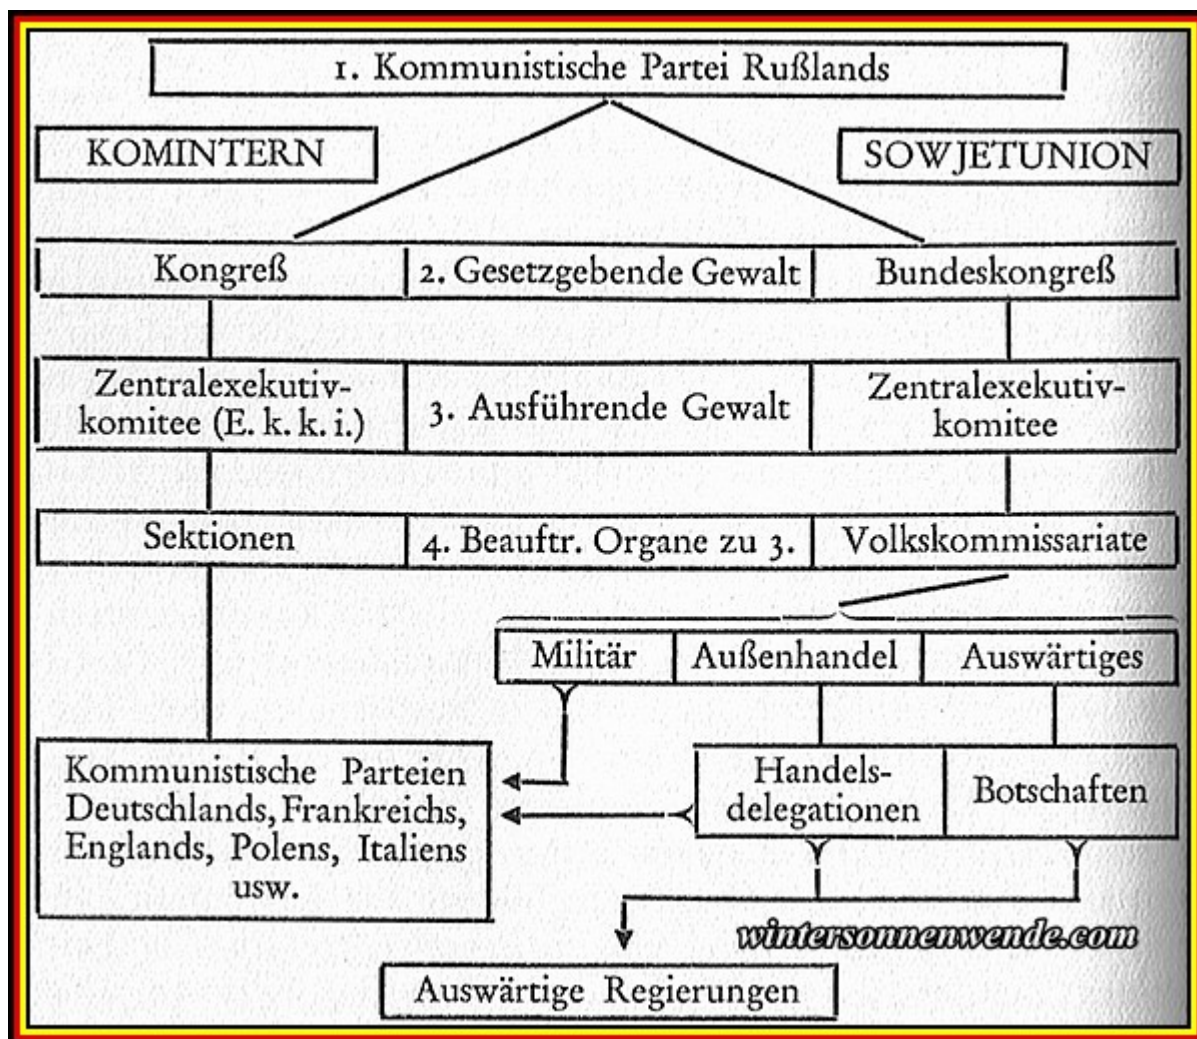 1. Kommunistische Partei Rußlands
KOMINTERN
SOWJETUNION
Kongreß
2. Gesetzgebende Gewalt
Bundeskongreß
Zentralexekutiv-
komitee (E. k. k. i.)
3. Ausführende Gewalt
Zentralexekutiv-
komitee
Sektionen
4. Beauftr. Organe zu 3.
Volkskommissariate
Militär
Außenhandel
Auswärtiges
Kommunistische Parteien
Deutschlands, Frankreichs,
Englands, Polens, Italiens
usw.
Handels-
delegationen
Botschaften
wintersonnenwende.com
Auswärtige Regierungen